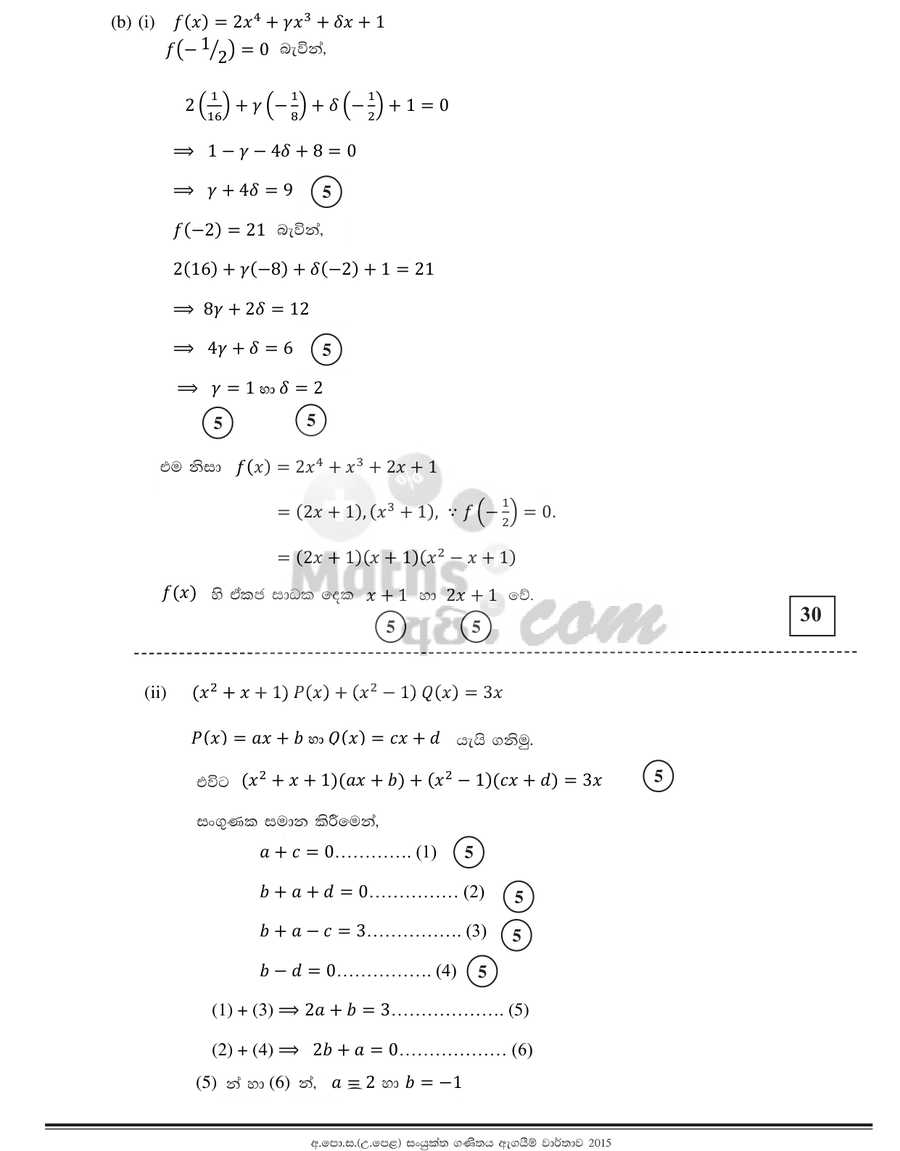 (b) (i) f(x) = 2x⁴ + γx³ + δx + 1
f(− 1/2) = 0 බැවින්,
2(1/16) + γ(−1/8) + δ(−1/2) + 1 = 0
⟹ 1 − γ − 4δ + 8 = 0
⟹ γ + 4δ = 9 5
f(−2) = 21 බැවින්,
2(16) + γ(−8) + δ(−2) + 1 = 21
⟹ 8γ + 2δ = 12
⟹ 4γ + δ = 6 5
⟹ γ = 1 හා δ = 2
5 5
එම නිසා f(x) = 2x⁴ + x³ + 2x + 1
= (2x + 1),(x³ + 1), ∵ f(−1/2) = 0.
= (2x + 1)(x + 1)(x² − x + 1)
f(x) හි ඒකජ සාධක දෙක x + 1 හා 2x + 1 වේ.
5 5 30
Maths
අපි.com
(ii) (x² + x + 1) P(x) + (x² − 1) Q(x) = 3x
P(x) = ax + b හා Q(x) = cx + d යැයි ගනිමු.
එවිට (x² + x + 1)(ax + b) + (x² − 1)(cx + d) = 3x 5
සංගුණක සමාන කිරීමෙන්,
a + c = 0…………. (1) 5
b + a + d = 0…………… (2) 5
b + a − c = 3……………. (3) 5
b − d = 0……………. (4) 5
(1) + (3) ⟹ 2a + b = 3………………. (5)
(2) + (4) ⟹ 2b + a = 0……………… (6)
(5) න් හා (6) න්, a ≡ 2 හා b = −1
අ.පො.ස.(උ.පෙළ) සංයුක්ත ගණිතය ඇගයීම් වාර්තාව 2015